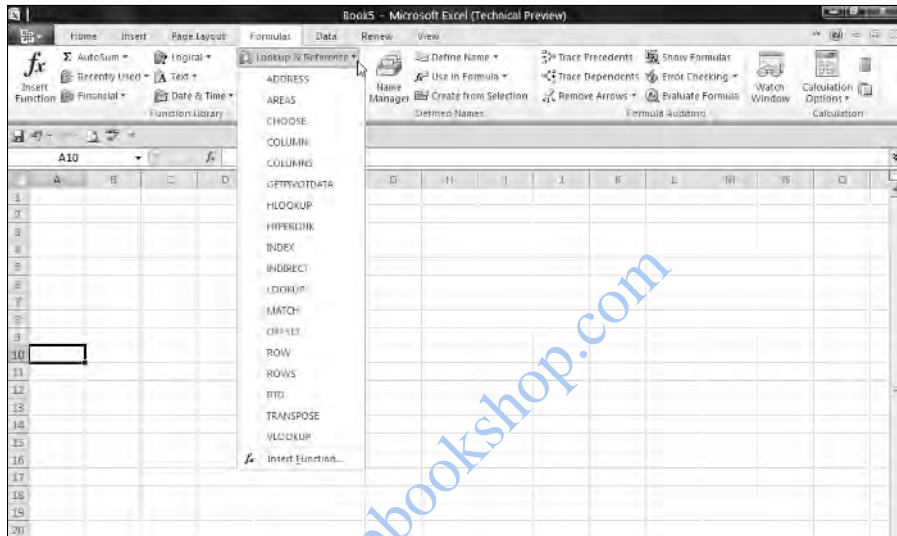 Book5 - Microsoft Excel (Technical Preview)
Home Insert Page Layout Formulas Data Review View
fx Insert Function
Σ AutoSum
Recently Used
Financial
Logical
Text
Date & Time
Lookup & Reference
Function Library
Name Manager
Define Name
Use in Formula
Create from Selection
Defined Names
Trace Precedents
Trace Dependents
Remove Arrows
Show Formulas
Error Checking
Evaluate Formula
Formula Auditing
Watch Window
Calculation Options
Calculation
A10 fx
A B C D G H I J K L M N O
ADDRESS
AREAS
CHOOSE
COLUMN
COLUMNS
GETPIVOTDATA
HLOOKUP
HYPERLINK
INDEX
INDIRECT
LOOKUP
MATCH
OFFSET
ROW
ROWS
RTD
TRANSPOSE
VLOOKUP
fx Insert Function...
1
2
3
4
5
6
7
8
9
10
11
12
13
14
15
16
17
18
19
20
bookshop.com